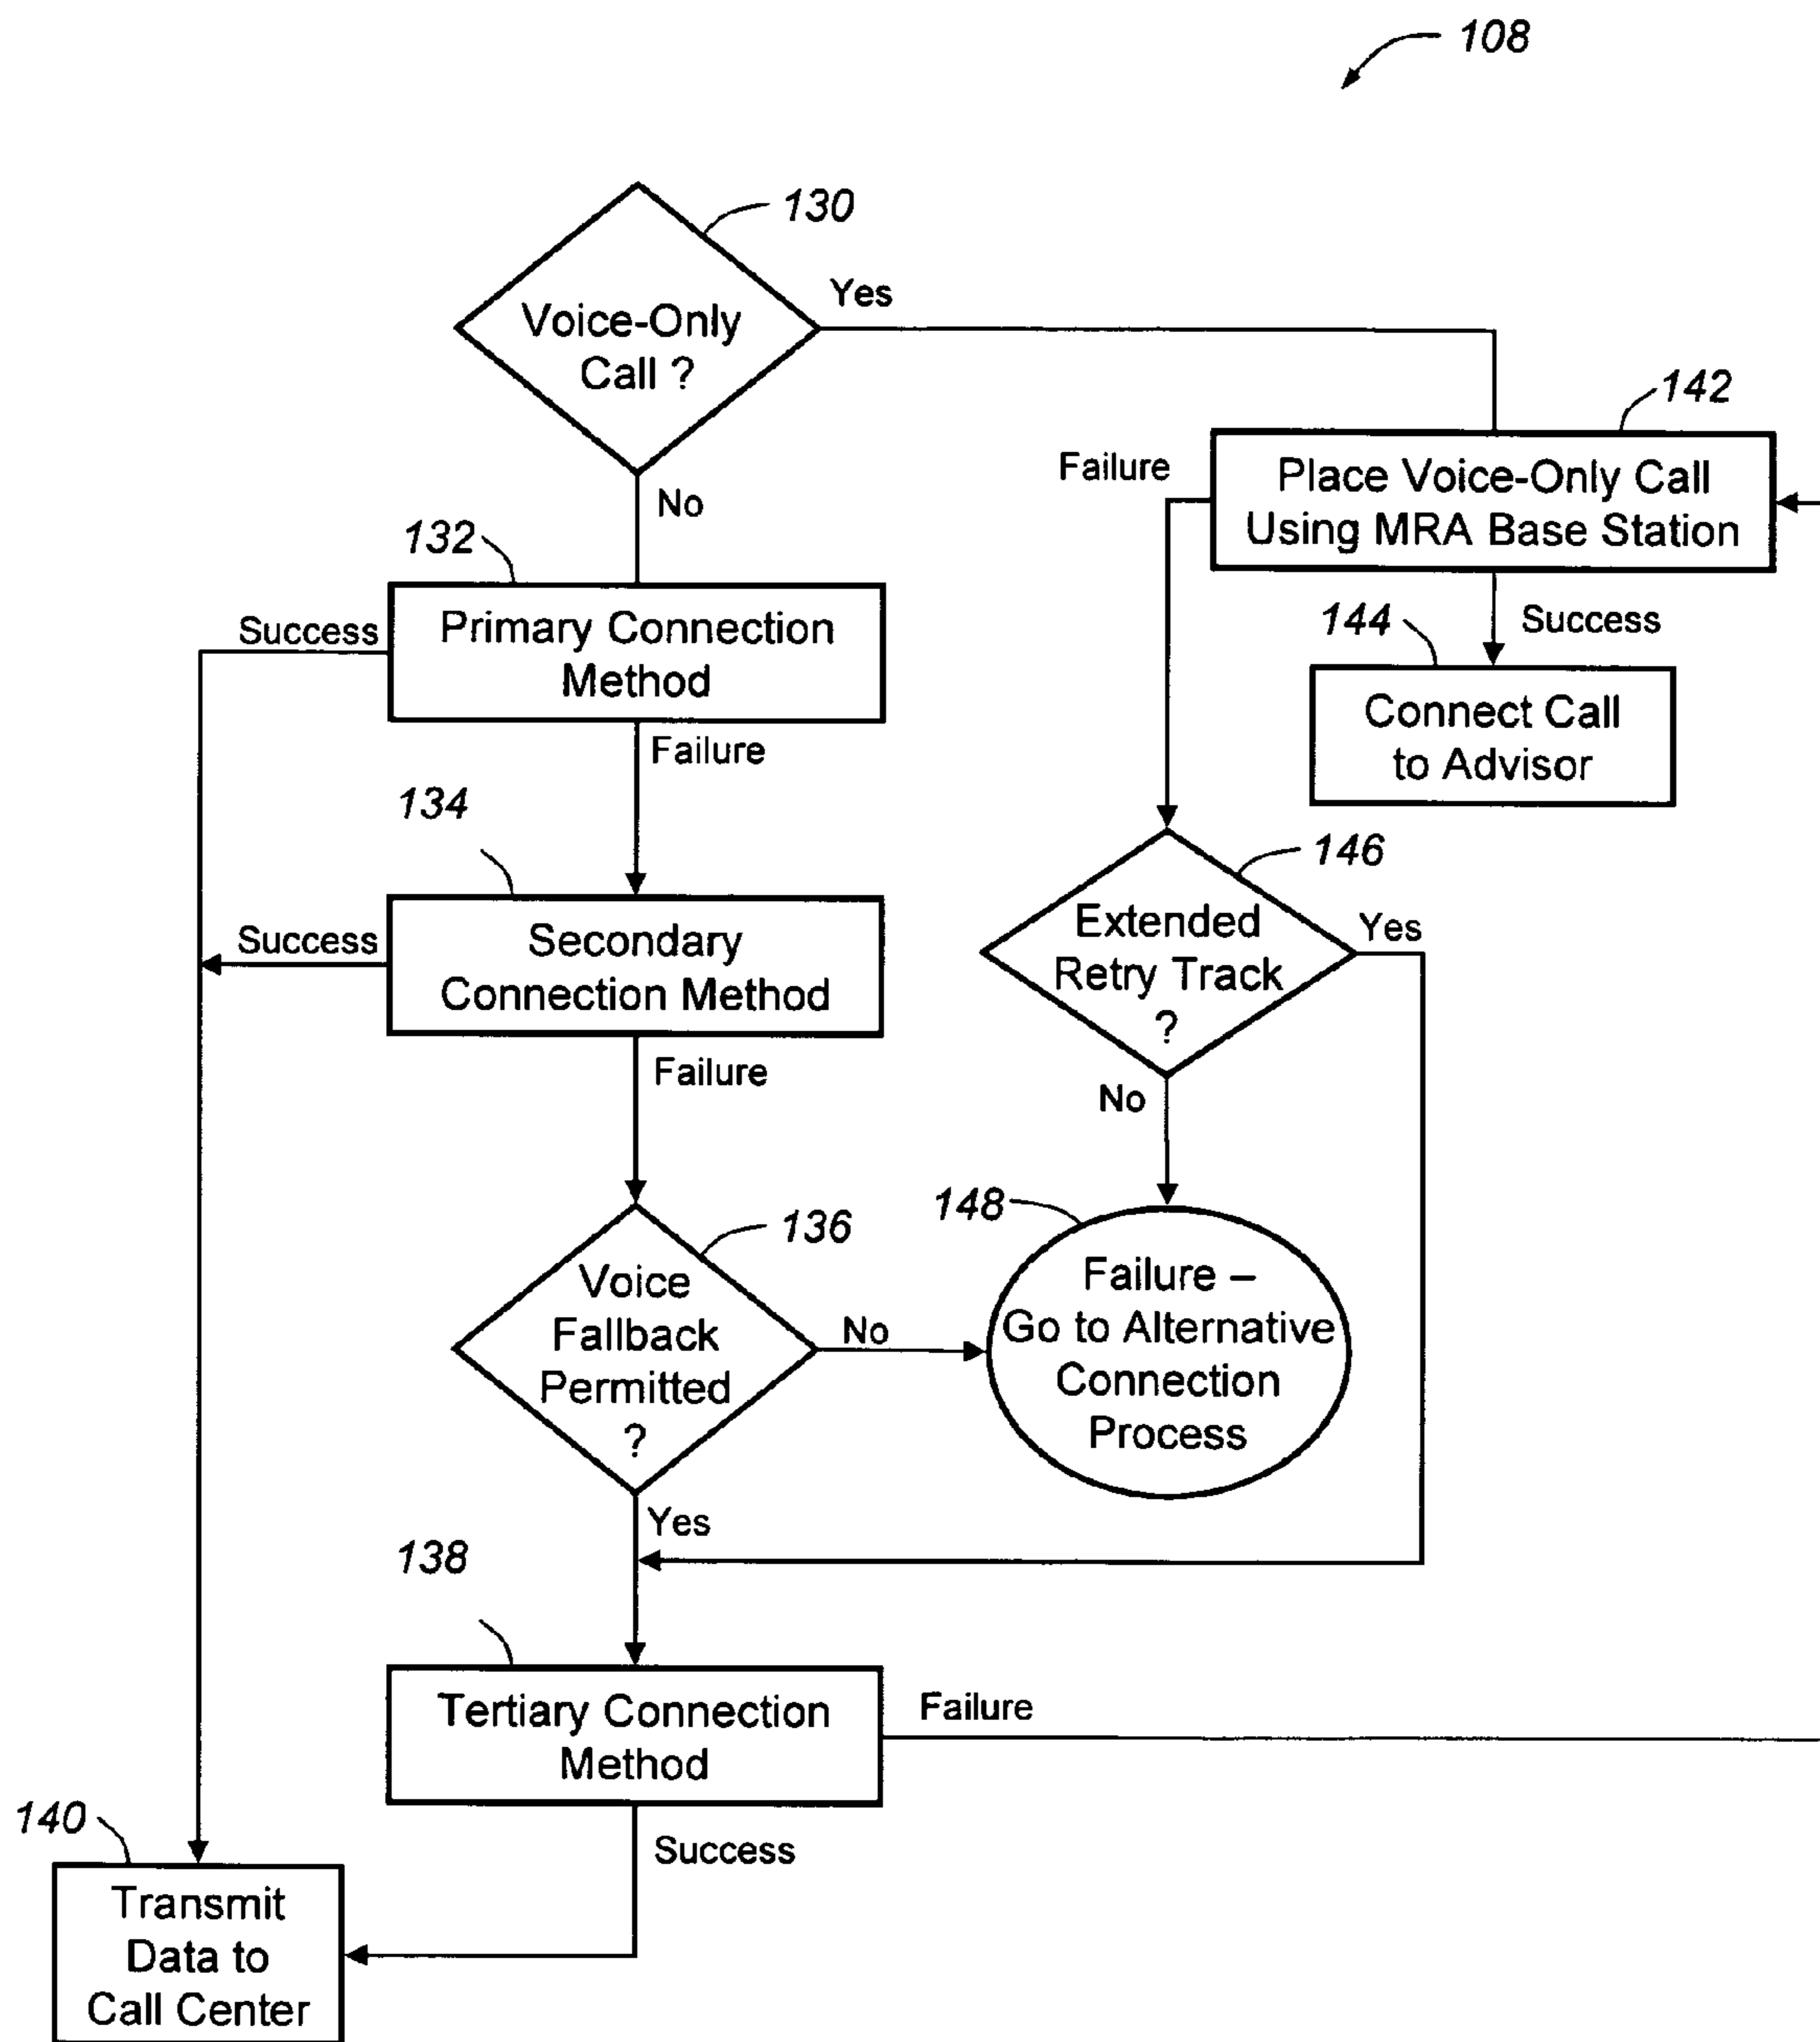 108
130
Voice-Only
Call ?
Yes
No
142
Place Voice-Only Call
Using MRA Base Station
Failure
Success
144
Connect Call
to Advisor
132
Primary Connection
Method
Success
Failure
134
Secondary
Connection Method
Success
Failure
146
Extended
Retry Track
?
Yes
No
136
Voice
Fallback
Permitted
?
No
Yes
148
Failure –
Go to Alternative
Connection
Process
138
Tertiary Connection
Method
Failure
Success
140
Transmit
Data to
Call Center